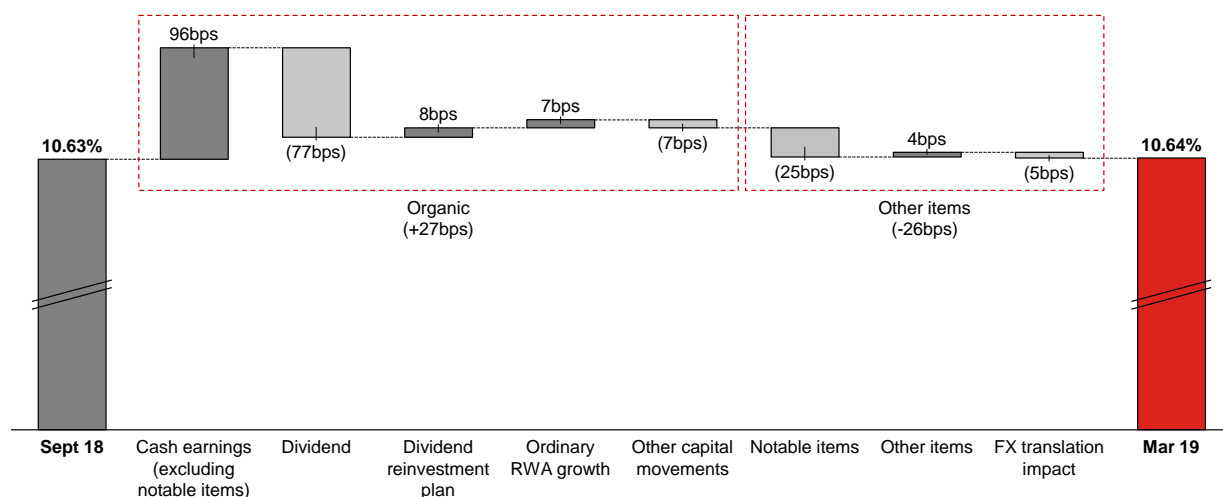 96bps
8bps
7bps
10.63%
(77bps)
(7bps)
4bps
10.64%
(25bps)
(5bps)
Organic
(+27bps)
Other items
(-26bps)
Sept 18
Cash earnings
(excluding
notable items)
Dividend
Dividend
reinvestment
plan
Ordinary
RWA growth
Other capital
movements
Notable items
Other items
FX translation
impact
Mar 19